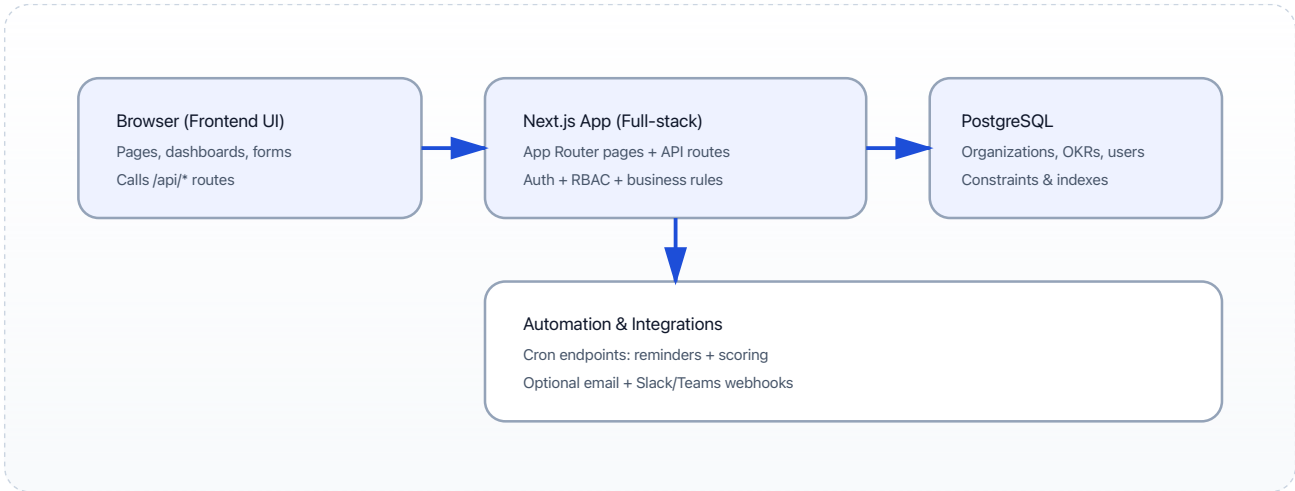 Browser (Frontend UI)
Pages, dashboards, forms
Calls /api/* routes
Next.js App (Full-stack)
App Router pages + API routes
Auth + RBAC + business rules
PostgreSQL
Organizations, OKRs, users
Constraints & indexes
Automation & Integrations
Cron endpoints: reminders + scoring
Optional email + Slack/Teams webhooks